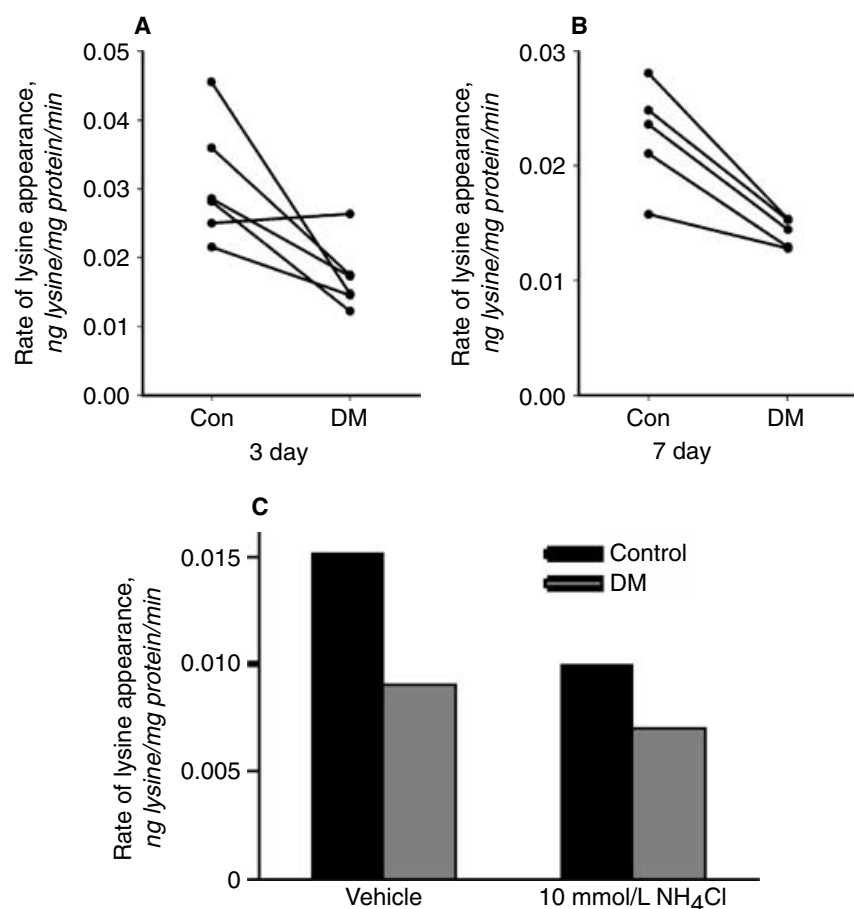 A
Rate of lysine appearance,
ng lysine/mg protein/min
0.05
0.04
0.03
0.02
0.01
0.00
Con DM
3 day
B
Rate of lysine appearance,
ng lysine/mg protein/min
0.03
0.02
0.01
0.00
Con DM
7 day
C
Rate of lysine appearance,
ng lysine/mg protein/min
0.015
0.010
0.005
0
Control
DM
Vehicle 10 mmol/L NH4Cl